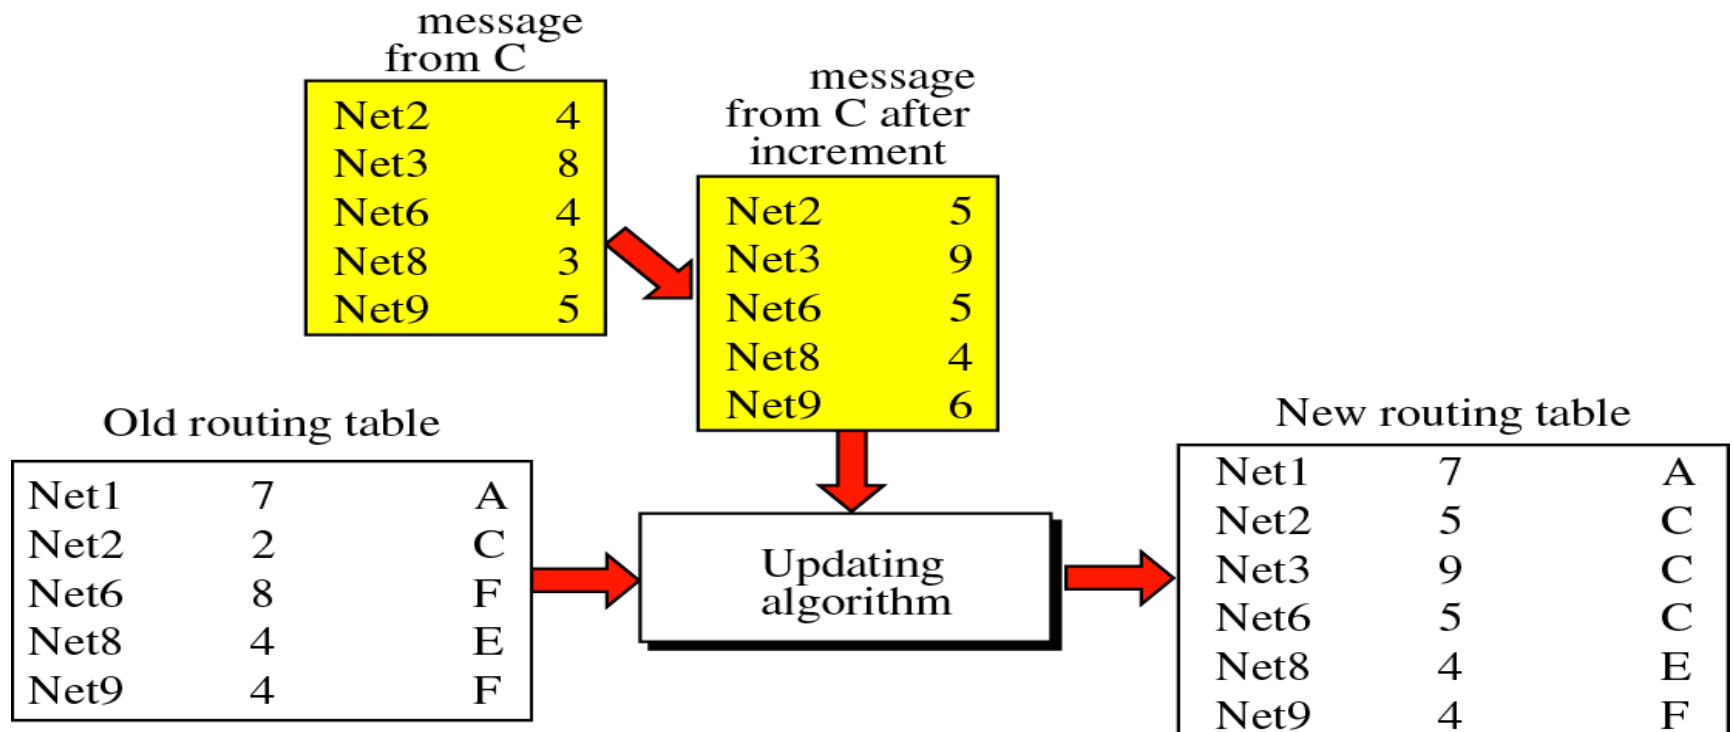 message
from C
Net2 4
Net3 8
Net6 4
Net8 3
Net9 5
message
from C after
increment
Net2 5
Net3 9
Net6 5
Net8 4
Net9 6
Old routing table
Net1 7 A
Net2 2 C
Net6 8 F
Net8 4 E
Net9 4 F
Updating
algorithm
New routing table
Net1 7 A
Net2 5 C
Net3 9 C
Net6 5 C
Net8 4 E
Net9 4 F